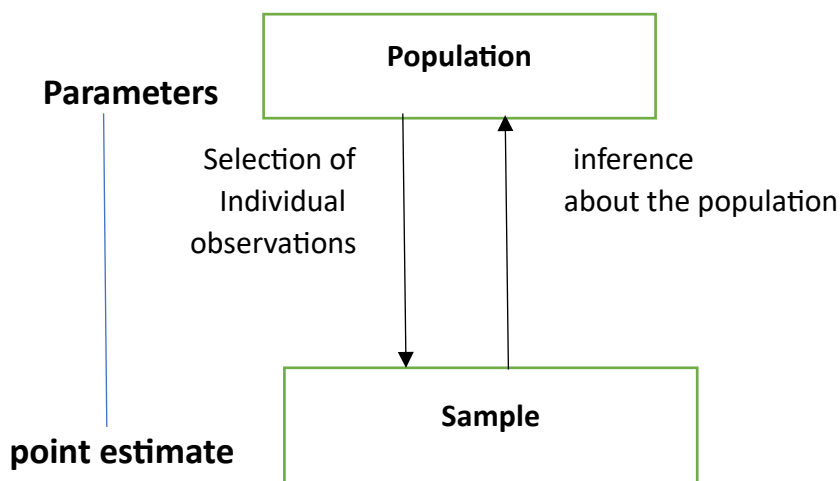 Population
Parameters
Selection of
Individual
observations
inference
about the population
Sample
point estimate